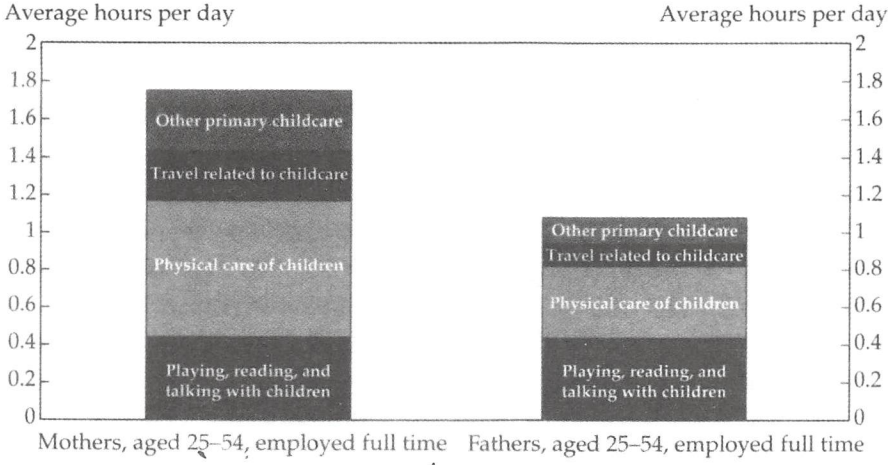 Average hours per day
Average hours per day
2
1.8
1.6
1.4
1.2
1
0.8
0.6
0.4
0.2
0
Other primary childcare
Travel related to childcare
Physical care of children
Playing, reading, and
talking with children
Other primary childcare
Travel related to childcare
Physical care of children
Playing, reading, and
talking with children
2
1.8
1.6
1.4
1.2
1
0.8
0.6
0.4
0.2
0
Mothers, aged 25–54, employed full time
Fathers, aged 25–54, employed full time